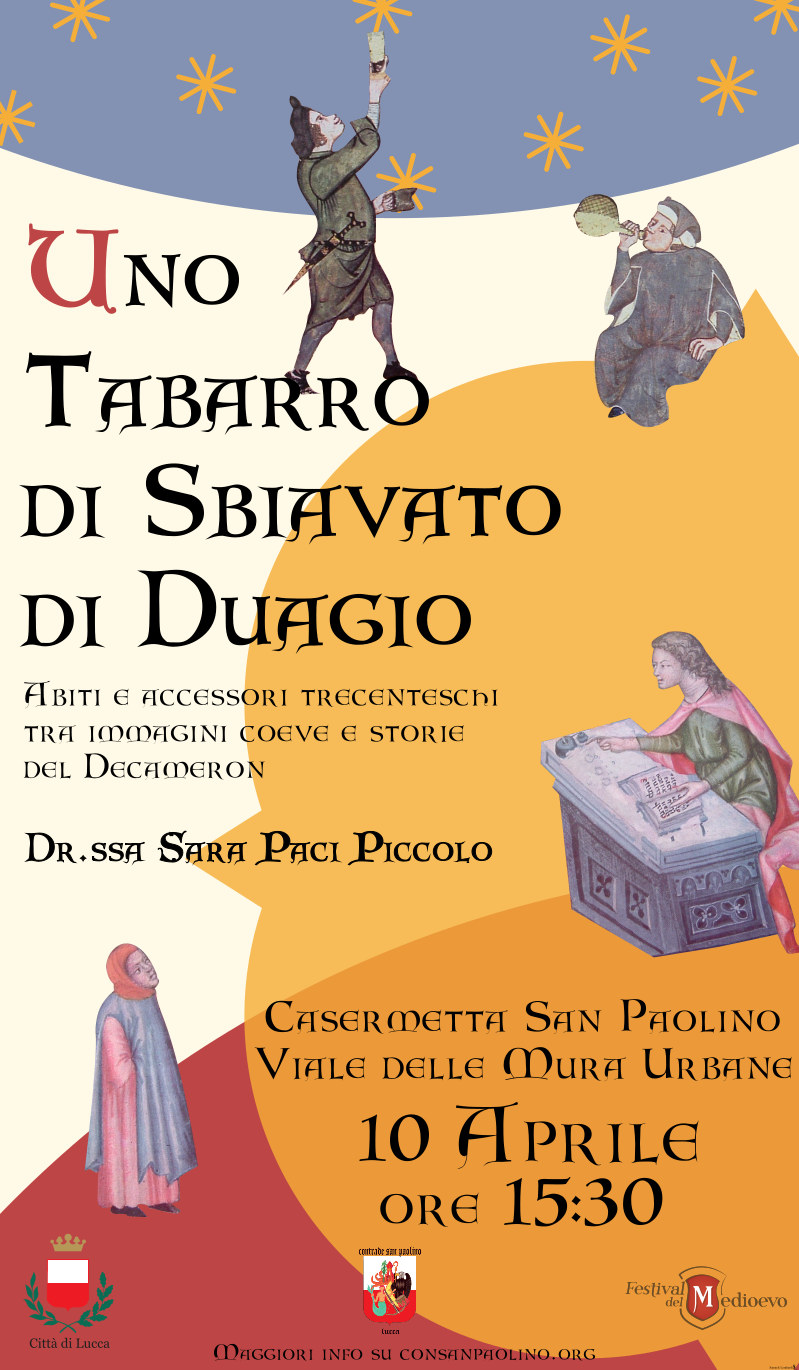 Uno
Tabarro
di Sbiavato
di Duagio
Abiti e accessori trecenteschi
tra immagini coeve e storie
del Decameron
Dr.ssa Sara Paci Piccolo
Casermetta San Paolino
Viale delle Mura Urbane
10 Aprile
ore 15:30
Città di Lucca
contrade san paolino
lucca
Festival
del Medioevo
Maggiori info su consanpaolino.org